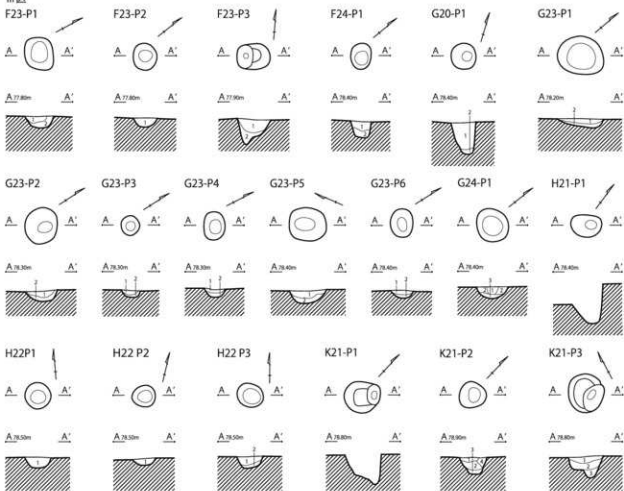 F23-P1 F23-P2 F23-P3 F24-P1 G20-P1 G23-P1
A A’ A A’ A A’ A A’ A A’ A A’
A 77.80m A’ A 77.80m A’ A 77.90m A’ A 78.40m A’ A 78.40m A’ A 78.20m A’
G23-P2 G23-P3 G23-P4 G23-P5 G23-P6 G24-P1 H21-P1
A A’ A A’ A A’ A A’ A A’ A A’ A A’
A 78.30m A’ A 78.30m A’ A 78.30m A’ A 78.40m A’ A 78.40m A’ A 78.40m A’ A 78.40m A’
H22P1 H22 P2 H22 P3 K21-P1 K21-P2 K21-P3
A A’ A A’ A A’ A A’ A A’ A A’
A 78.50m A’ A 78.50m A’ A 78.50m A’ A 78.80m A’ A 78.90m A’ A 78.80m A’